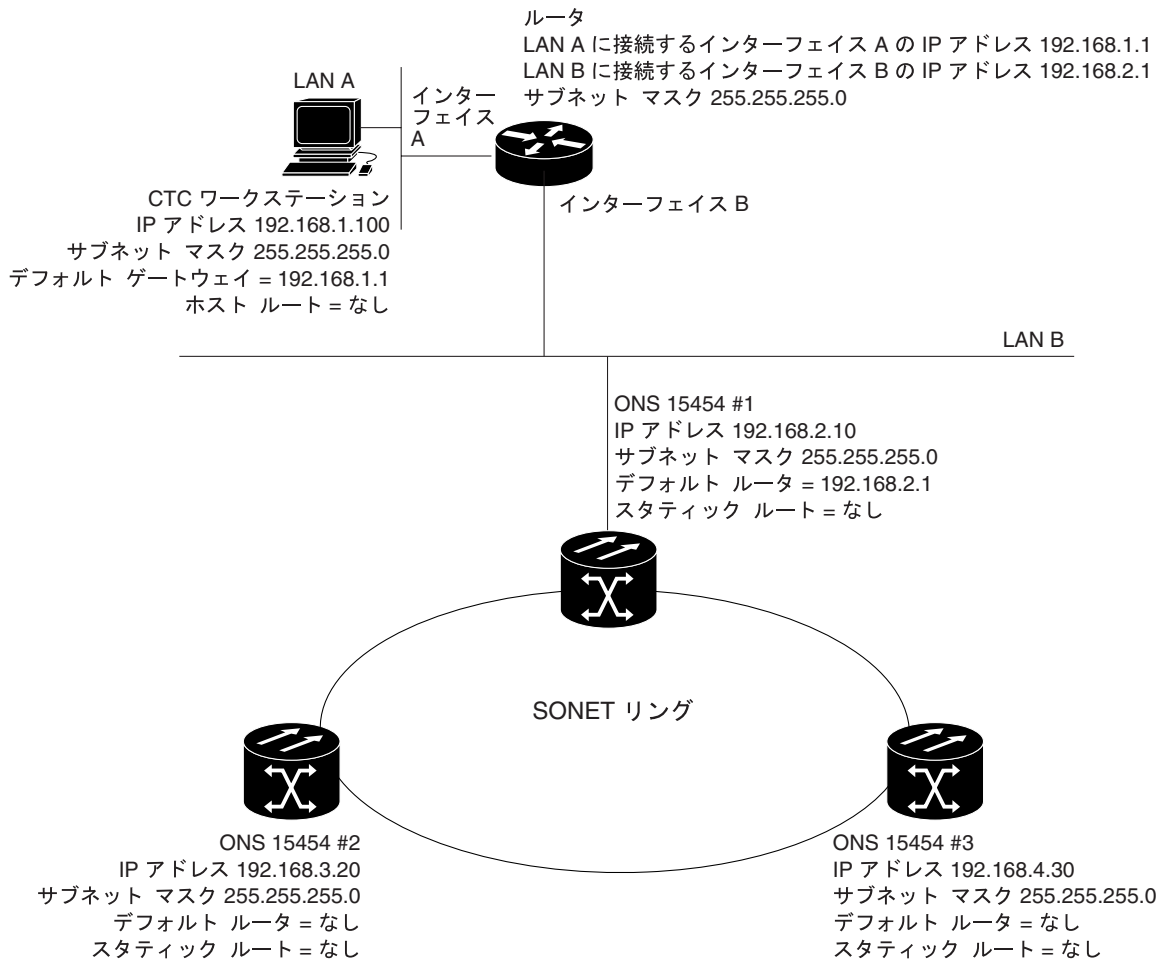 ルータ
LAN A に接続するインターフェイス A の IP アドレス 192.168.1.1
LAN B に接続するインターフェイス B の IP アドレス 192.168.2.1
サブネット マスク 255.255.255.0
LAN A
インター
フェイス
A
CTC ワークステーション
IP アドレス 192.168.1.100
サブネット マスク 255.255.255.0
デフォルト ゲートウェイ = 192.168.1.1
ホスト ルート = なし
インターフェイス B
LAN B
ONS 15454 #1
IP アドレス 192.168.2.10
サブネット マスク 255.255.255.0
デフォルト ルータ = 192.168.2.1
スタティック ルート = なし
SONET リング
ONS 15454 #2
IP アドレス 192.168.3.20
サブネット マスク 255.255.255.0
デフォルト ルータ = なし
スタティック ルート = なし
ONS 15454 #3
IP アドレス 192.168.4.30
サブネット マスク 255.255.255.0
デフォルト ルータ = なし
スタティック ルート = なし